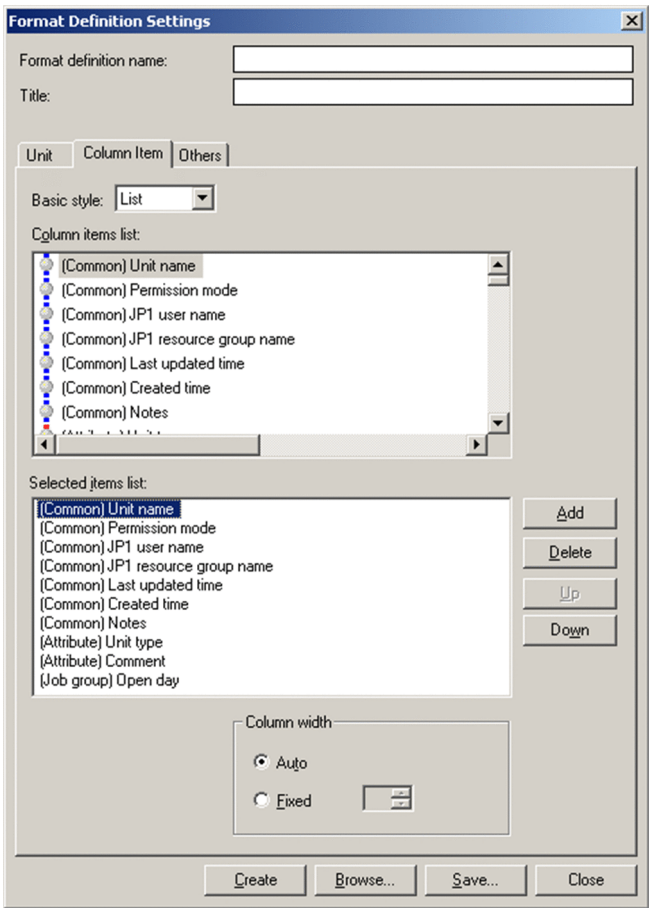 Format Definition Settings
Format definition name:
Title:
Unit Column Item Others
Basic style: List
Column items list:
(Common) Unit name
(Common) Permission mode
(Common) JP1 user name
(Common) JP1 resource group name
(Common) Last updated time
(Common) Created time
(Common) Notes
Selected items list:
(Common) Unit name
(Common) Permission mode
(Common) JP1 user name
(Common) JP1 resource group name
(Common) Last updated time
(Common) Created time
(Common) Notes
(Attribute) Unit type
(Attribute) Comment
(Job group) Open day
Add
Delete
Up
Down
Column width
Auto
Fixed
Create Browse... Save... Close